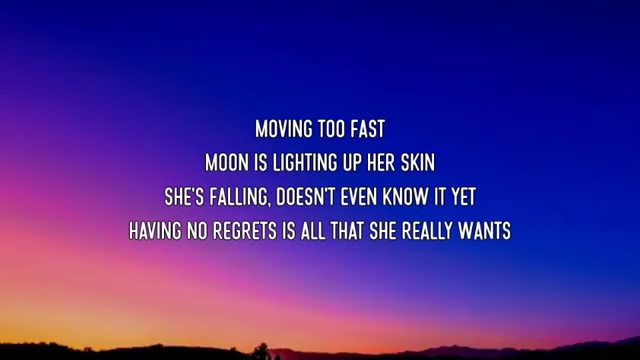 MOVING TOO FAST
MOON IS LIGHTING UP HER SKIN
SHE'S FALLING, DOESN'T EVEN KNOW IT YET
HAVING NO REGRETS IS ALL THAT SHE REALLY WANTS